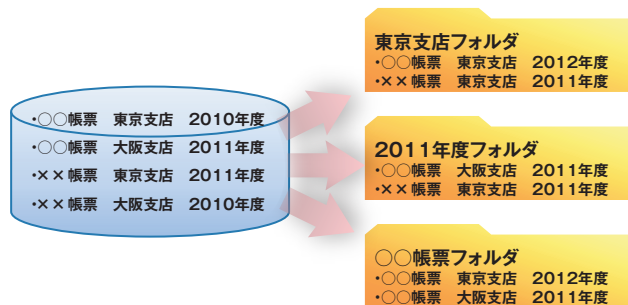 ・○○帳票 東京支店 2010年度
・○○帳票 大阪支店 2011年度
・××帳票 東京支店 2011年度
・××帳票 大阪支店 2010年度
東京支店フォルダ
・○○帳票 東京支店 2012年度
・××帳票 東京支店 2011年度
2011年度フォルダ
・○○帳票 大阪支店 2011年度
・××帳票 東京支店 2011年度
○○帳票フォルダ
・○○帳票 東京支店 2012年度
・○○帳票 大阪支店 2011年度